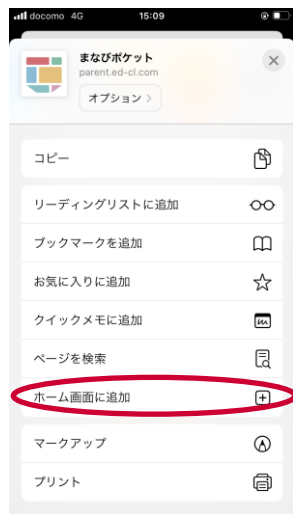 docomo 4G 15:09
まなびポケット
parent.ed-cl.com
オプション >
コピー
リーディングリストに追加
ブックマークを追加
お気に入りに追加
クイックメモに追加
ページを検索
ホーム画面に追加
マークアップ
プリント